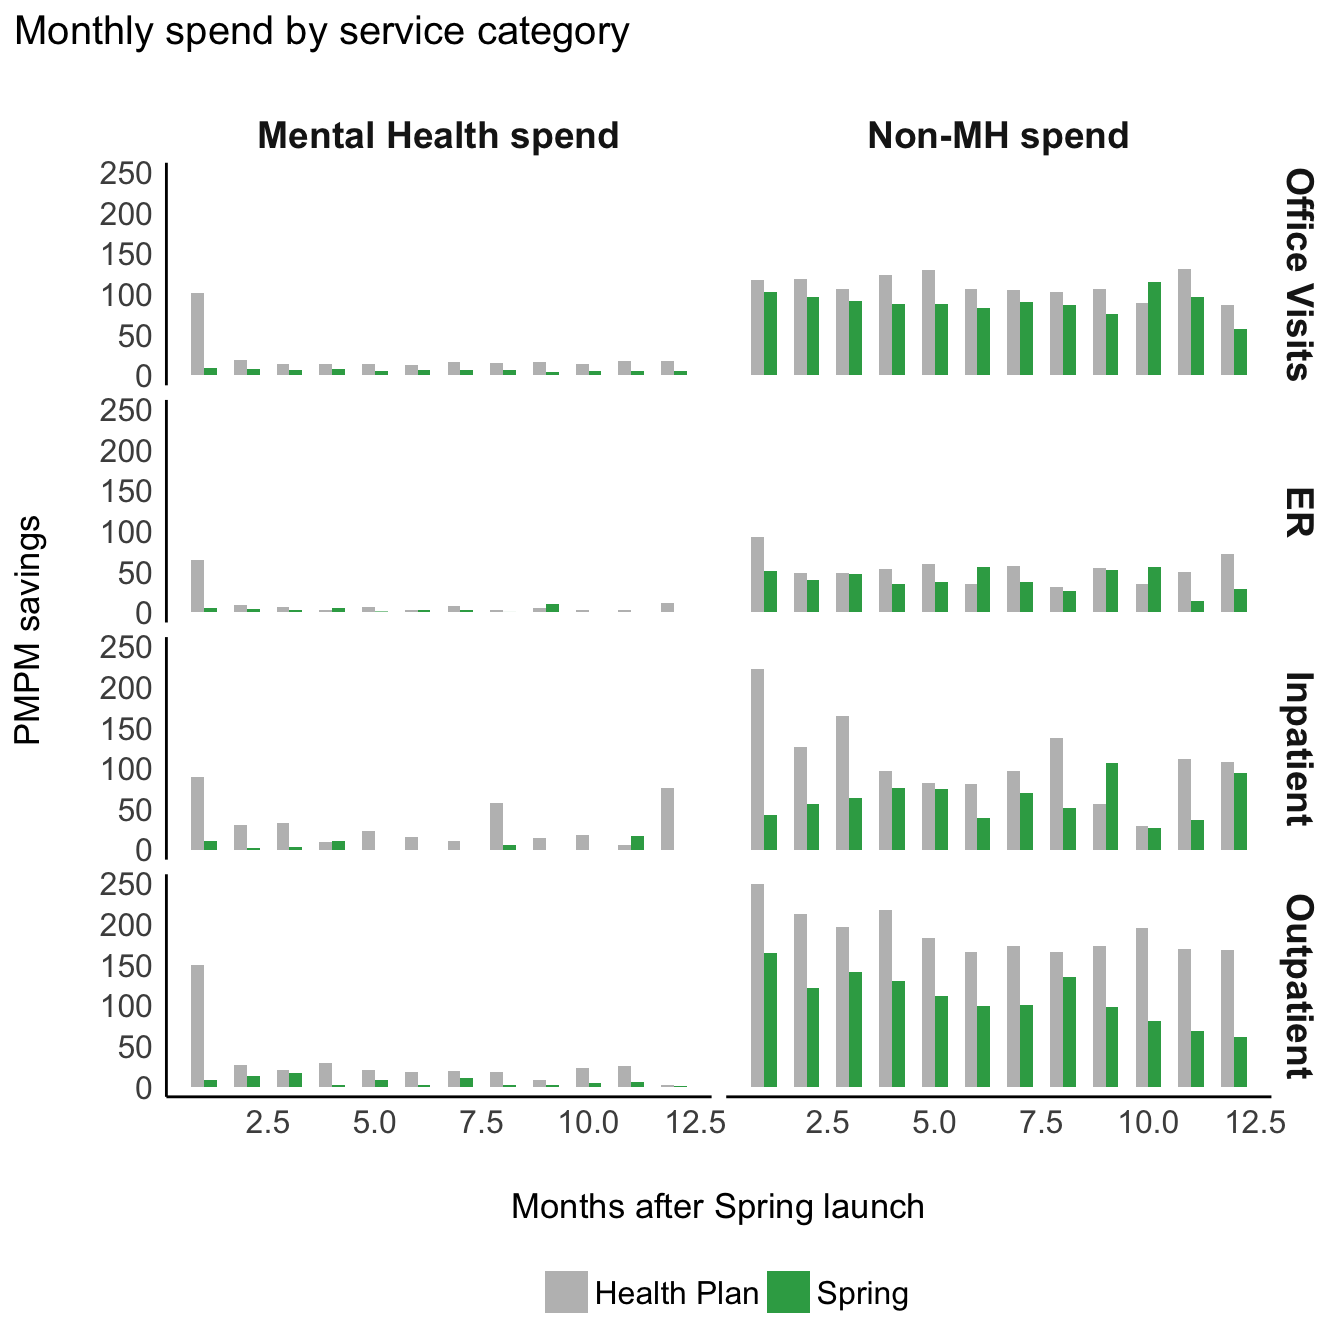 Monthly spend by service category
Mental Health spend
Non-MH spend
250
200
150
100
50
0
Office Visits
250
200
150
100
50
0
ER
PMPM savings
250
200
150
100
50
0
Inpatient
250
200
150
100
50
0
Outpatient
2.5 5.0 7.5 10.0 12.5
2.5 5.0 7.5 10.0 12.5
Months after Spring launch
Health Plan Spring